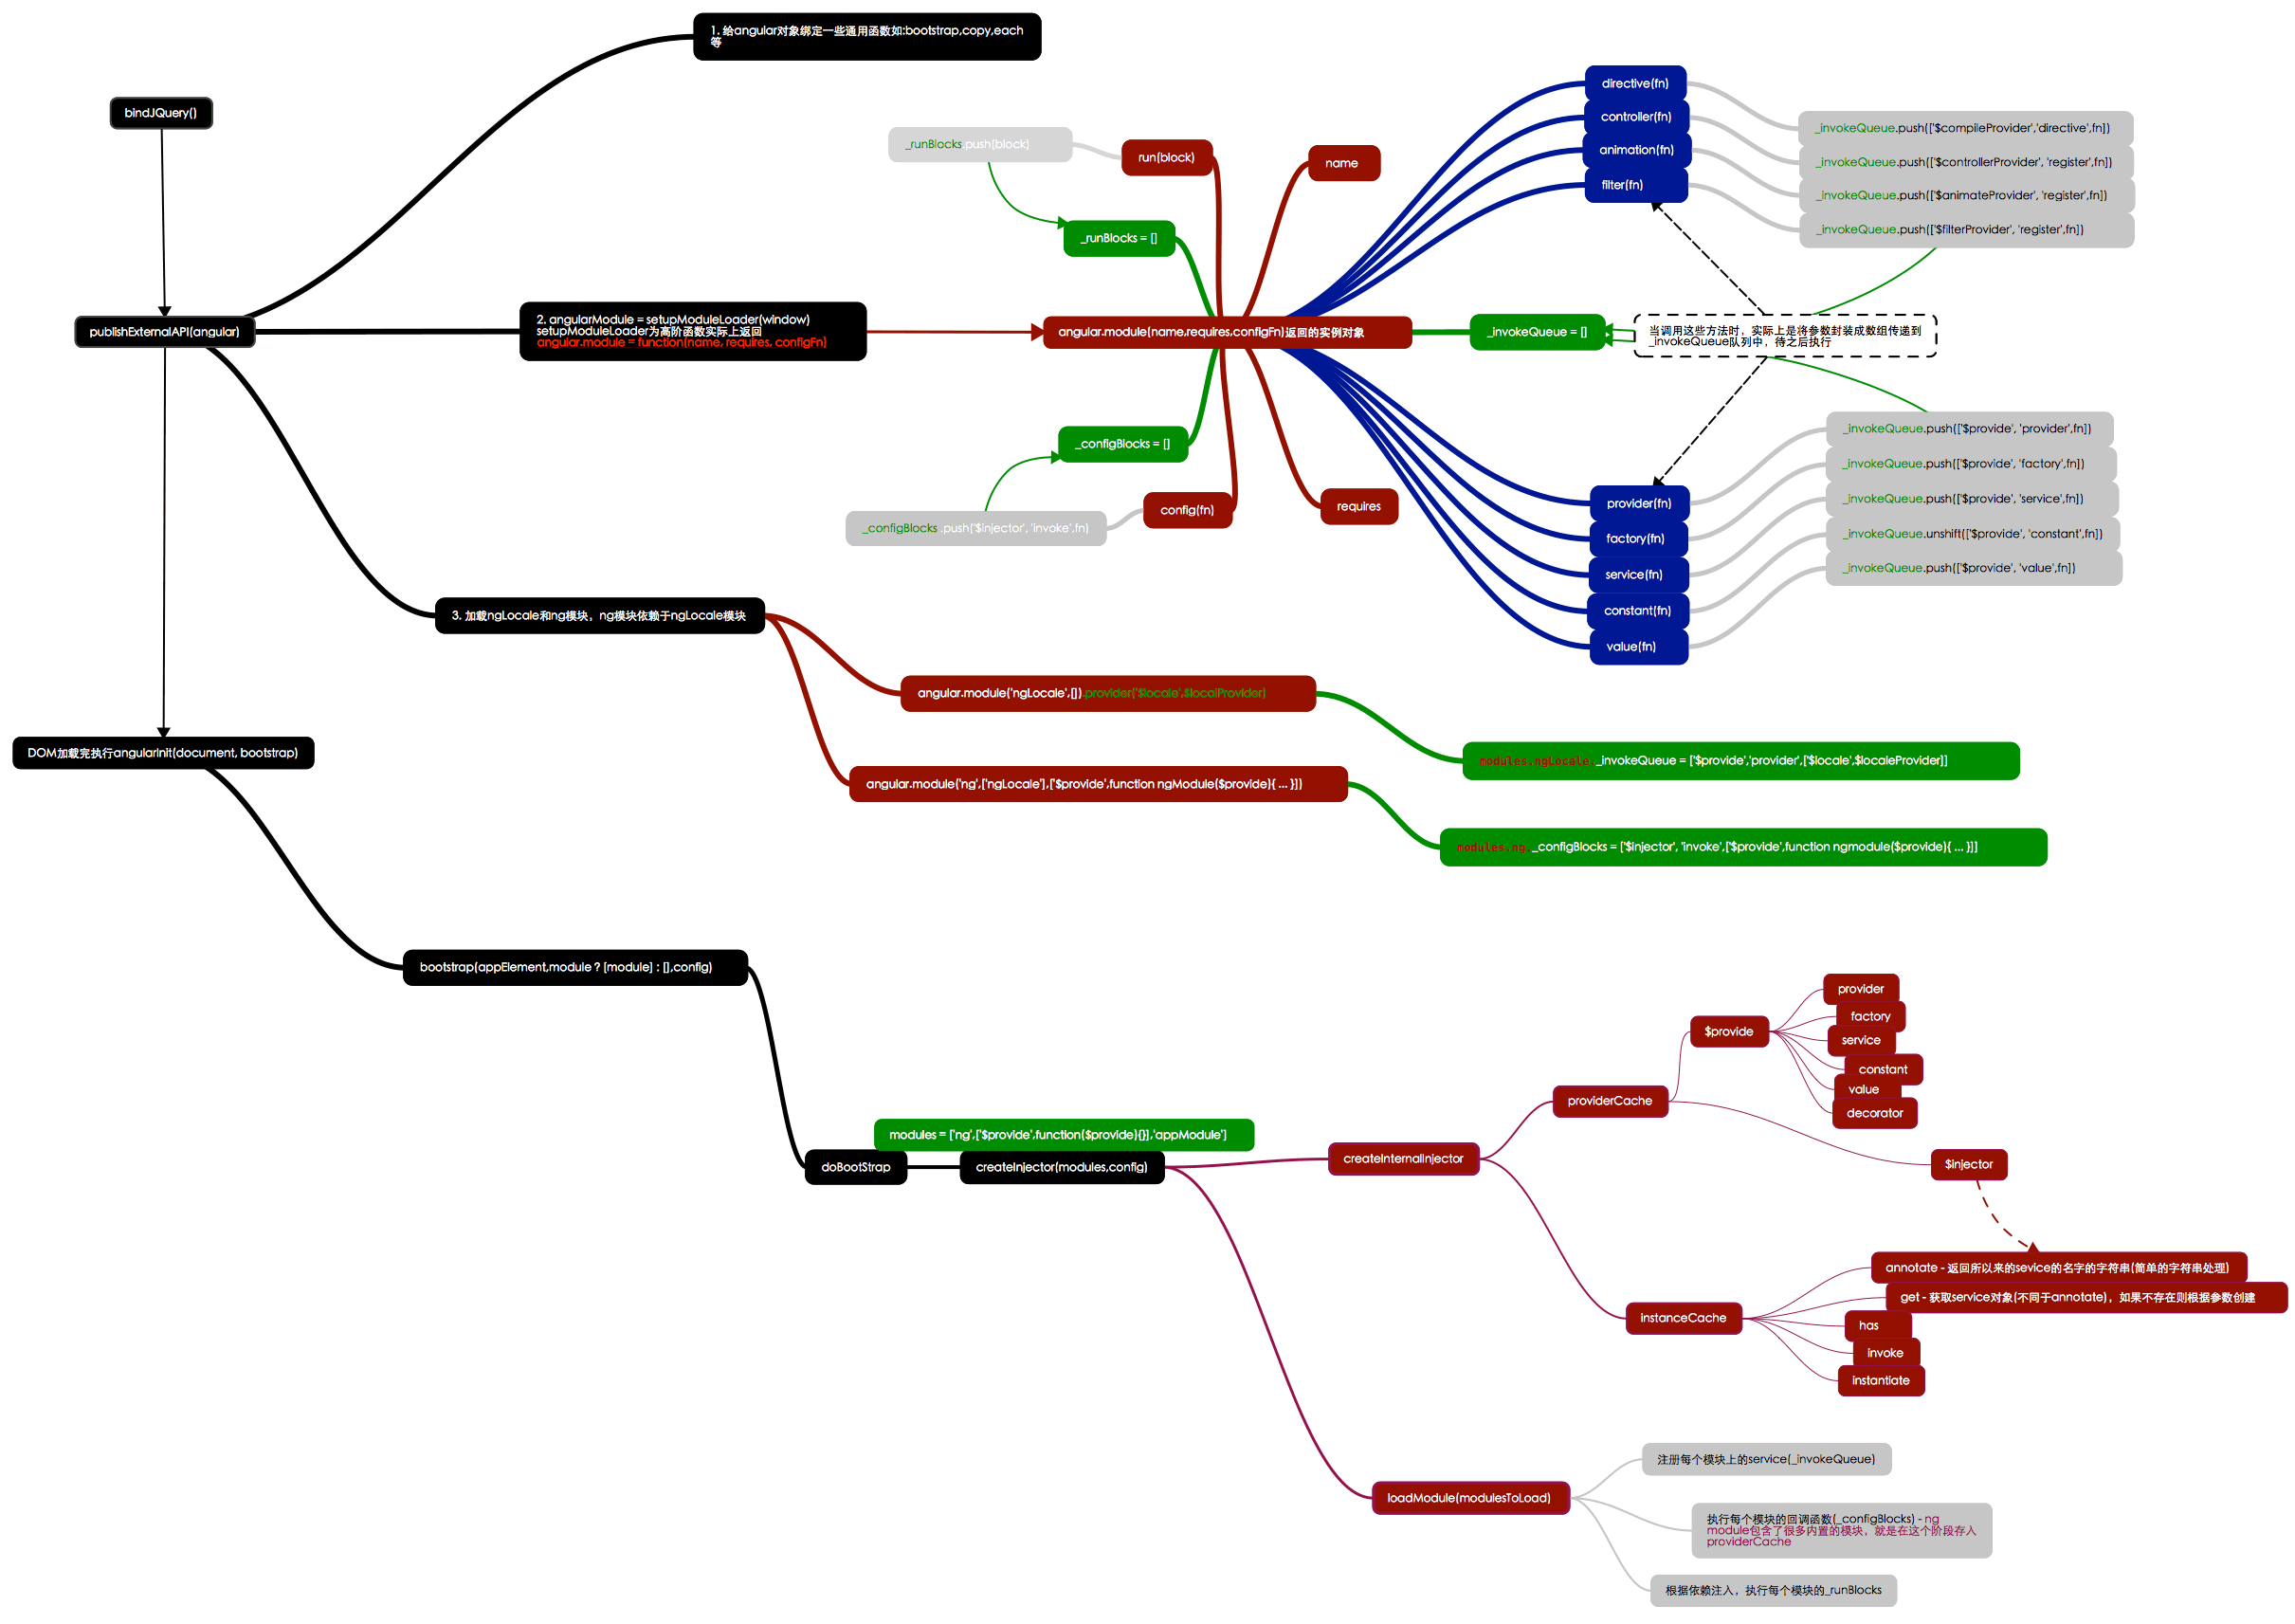 1. 给angular对象绑定一些通用函数如:bootstrap,copy,each
等
bindJQuery()
publishExternalAPI(angular)
2. angularModule = setupModuleLoader(window)
setupModuleLoader为高阶函数实际上返回
angular.module = function(name, requires, configFn)
_runBlocks.push(block)
run(block)
name
_runBlocks = []
angular.module(name,requires,configFn)返回的实例对象
_configBlocks = []
_configBlocks .push('$injector', 'invoke',fn)
config(fn)
requires
directive(fn)
controller(fn)
animation(fn)
filter(fn)
_invokeQueue.push(['$compileProvider','directive',fn])
_invokeQueue.push(['$controllerProvider', 'register',fn])
_invokeQueue.push(['$animateProvider', 'register',fn])
_invokeQueue.push(['$filterProvider', 'register',fn])
_invokeQueue = []
当调用这些方法时，实际上是将参数封装成数组传递到
_invokeQueue队列中，待之后执行
provider(fn)
factory(fn)
service(fn)
constant(fn)
value(fn)
_invokeQueue.push(['$provide', 'provider',fn])
_invokeQueue.push(['$provide', 'factory',fn])
_invokeQueue.push(['$provide', 'service',fn])
_invokeQueue.unshift(['$provide', 'constant',fn])
_invokeQueue.push(['$provide', 'value',fn])
3. 加载ngLocale和ng模块，ng模块依赖于ngLocale模块
angular.module('ngLocale',[]).provider('$locale',$localProvider)
modules.ngLocale._invokeQueue = ['$provide','provider',['$locale',$localeProvider]]
angular.module('ng',['ngLocale'],['$provide',function ngModule($provide){ ... }])
modules.ng._configBlocks = ['$injector', 'invoke',['$provide',function ngmodule($provide){ ... }]]
DOM加载完执行angularInit(document, bootstrap)
bootstrap(appElement,module ? [module] : [],config)
doBootStrap
modules = ['ng',['$provide',function($provide){}],'appModule']
createInjector(modules,config)
createInternalInjector
providerCache
$provide
provider
factory
service
constant
value
decorator
$injector
instanceCache
annotate - 返回所以来的sevice的名字的字符串(简单的字符串处理)
get - 获取service对象(不同于annotate)，如果不存在则根据参数创建
has
invoke
instantiate
loadModule(modulesToLoad)
注册每个模块上的service(_invokeQueue)
执行每个模块的回调函数(_configBlocks) - ng
module包含了很多内置的模块，就是在这个阶段存入
providerCache
根据依赖注入，执行每个模块的_runBlocks